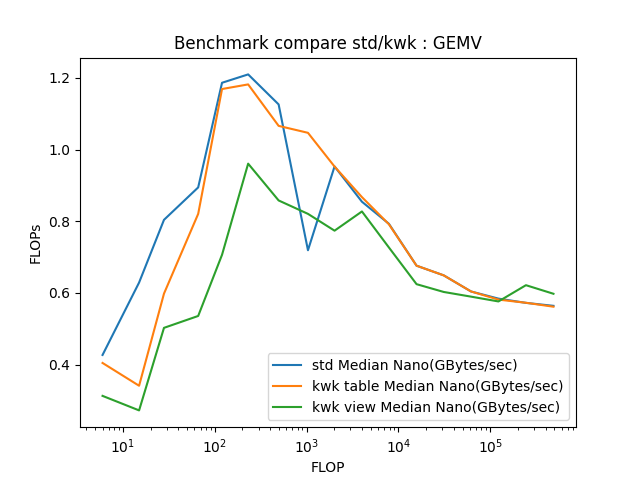 Benchmark compare std/kwk : GEMV
FLOPs
1.2
1.0
0.8
0.6
0.4
std Median Nano(GBytes/sec)
kwk table Median Nano(GBytes/sec)
kwk view Median Nano(GBytes/sec)
10¹ 10² 10³ 10⁴ 10⁵
FLOP